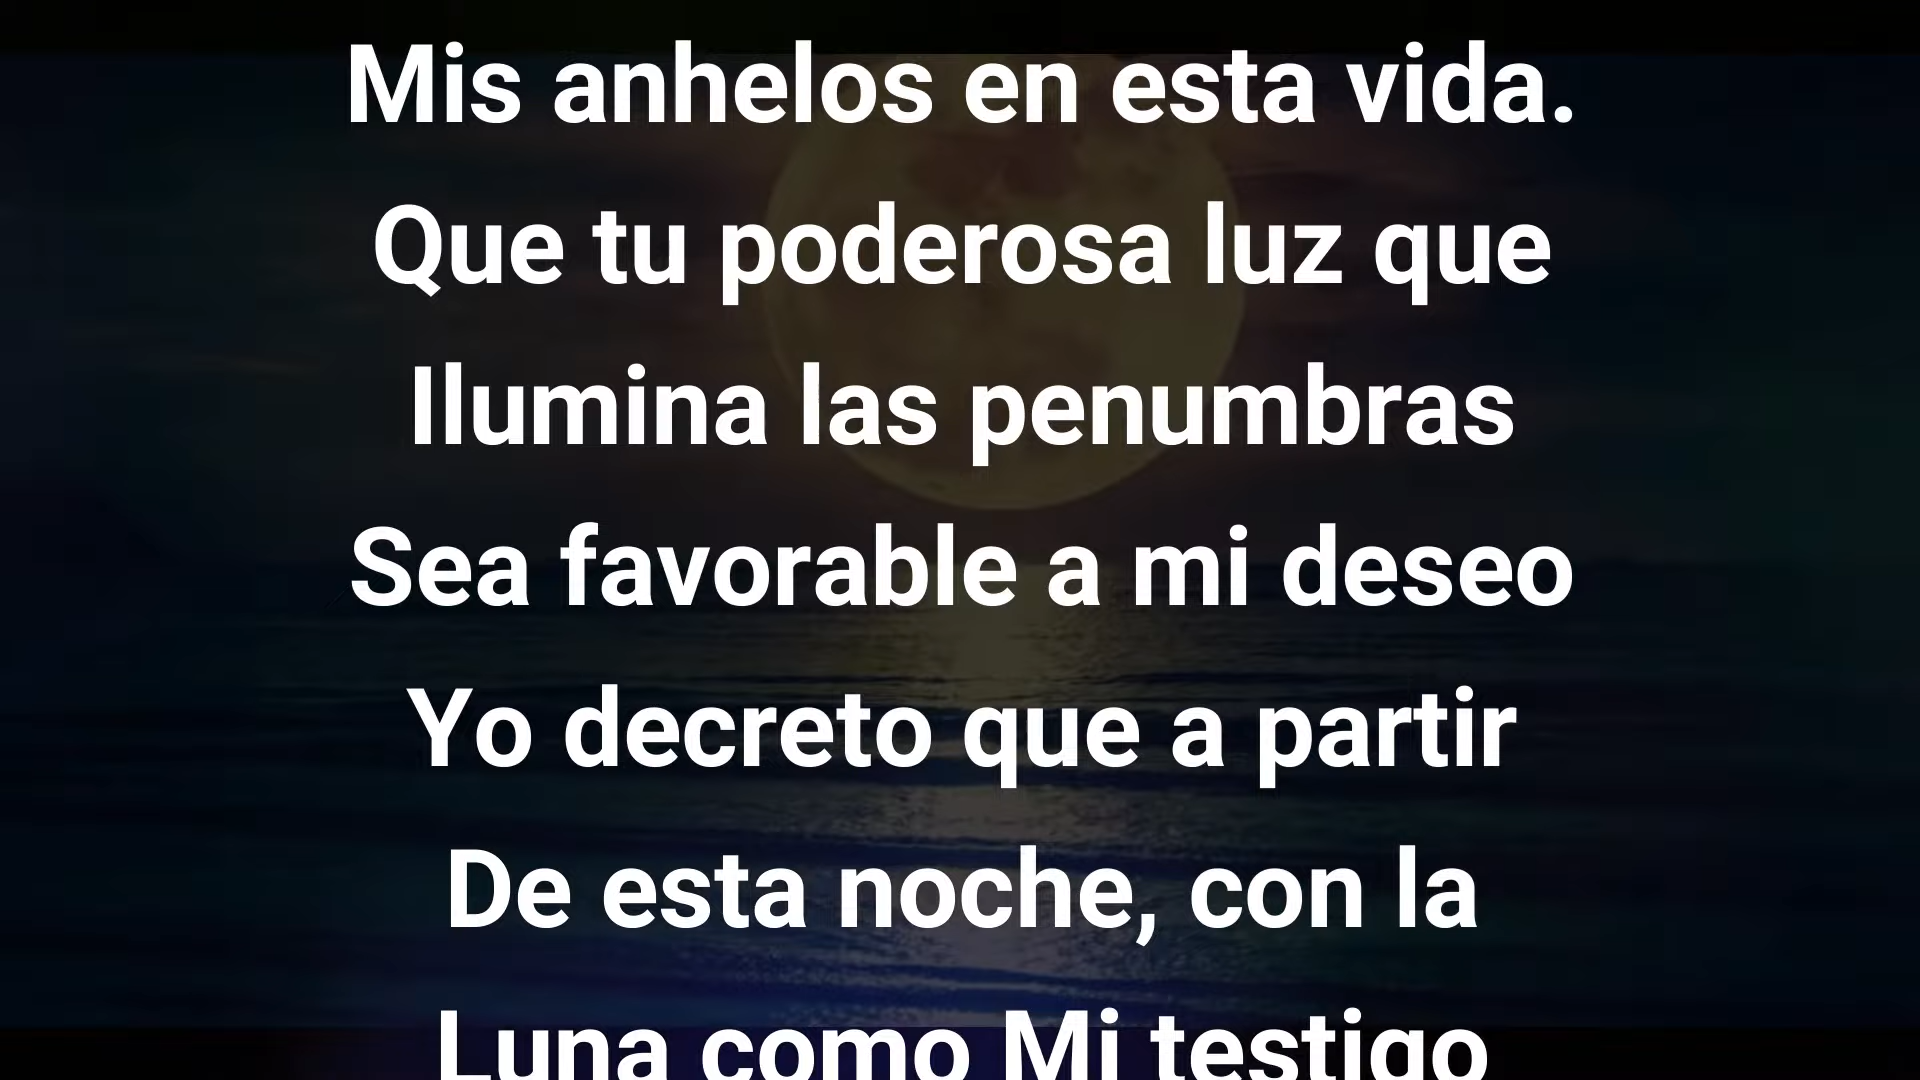 Mis anhelos en esta vida.
Que tu poderosa luz que
Ilumina las penumbras
Sea favorable a mi deseo
Yo decreto que a partir
De esta noche, con la
Luna como Mi testigo